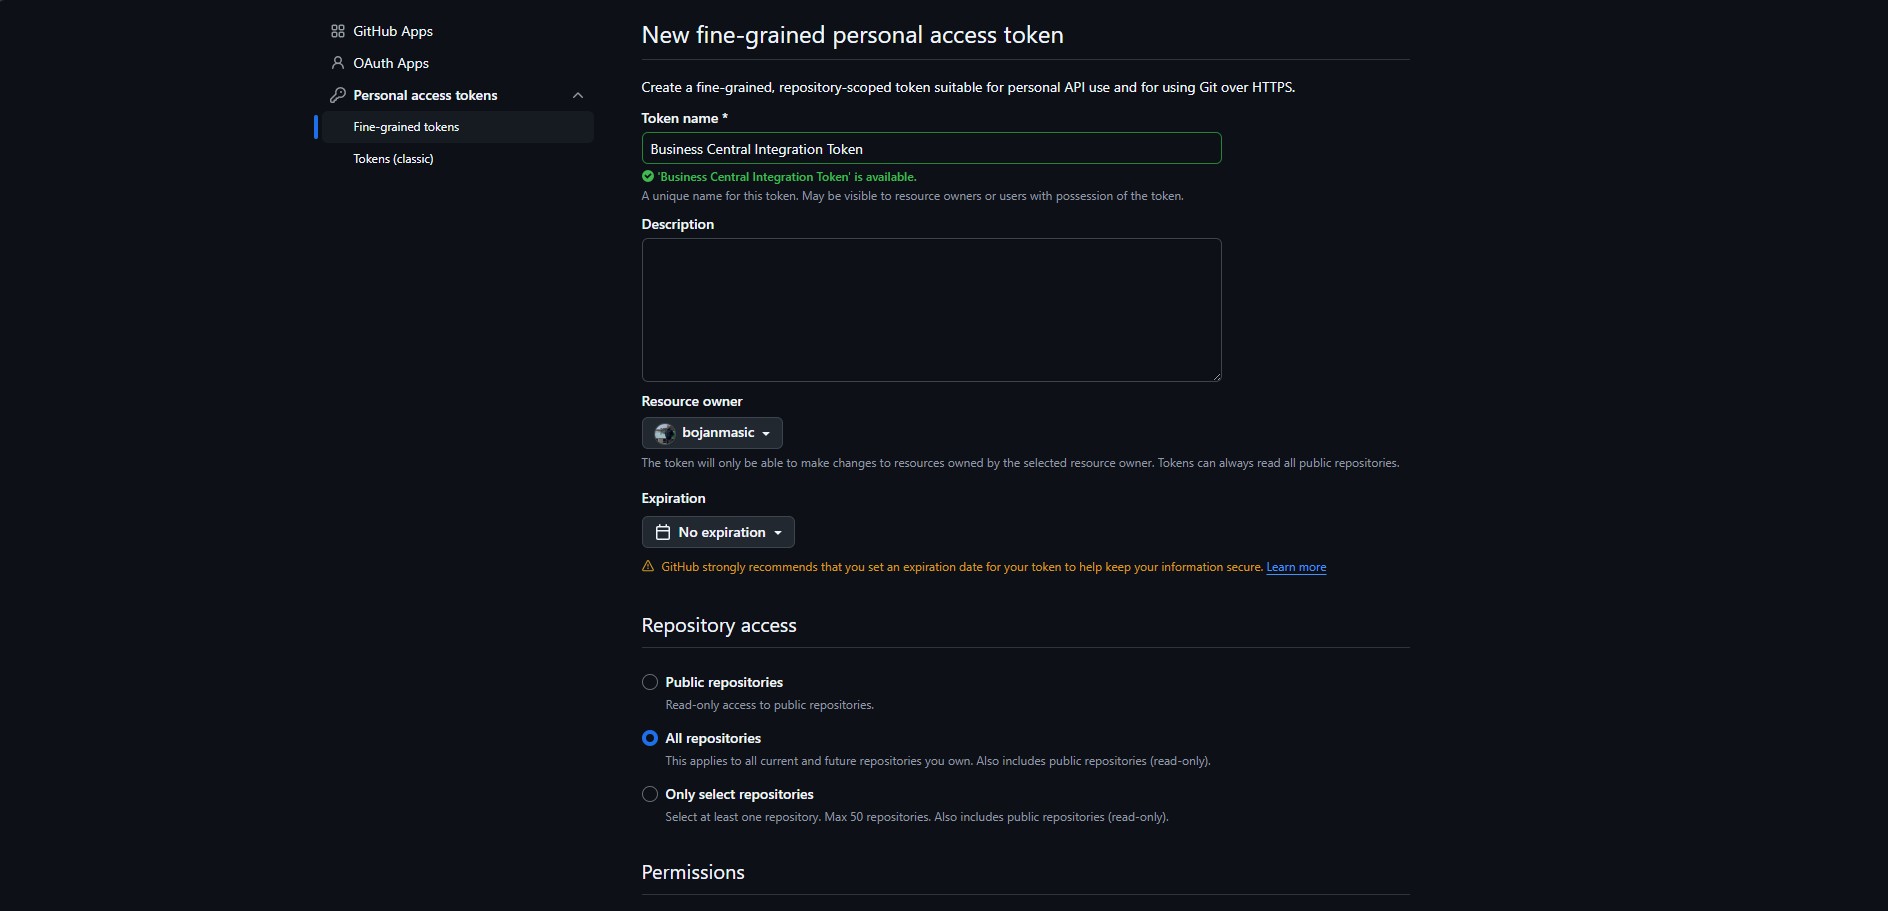 GitHub Apps
OAuth Apps
Personal access tokens
Fine-grained tokens
Tokens (classic)
New fine-grained personal access token
Create a fine-grained, repository-scoped token suitable for personal API use and for using Git over HTTPS.
Token name *
Business Central Integration Token
'Business Central Integration Token' is available.
A unique name for this token. May be visible to resource owners or users with possession of the token.
Description
Resource owner
bojanmasic
The token will only be able to make changes to resources owned by the selected resource owner. Tokens can always read all public repositories.
Expiration
No expiration
GitHub strongly recommends that you set an expiration date for your token to help keep your information secure. Learn more
Repository access
Public repositories
Read-only access to public repositories.
All repositories
This applies to all current and future repositories you own. Also includes public repositories (read-only).
Only select repositories
Select at least one repository. Max 50 repositories. Also includes public repositories (read-only).
Permissions